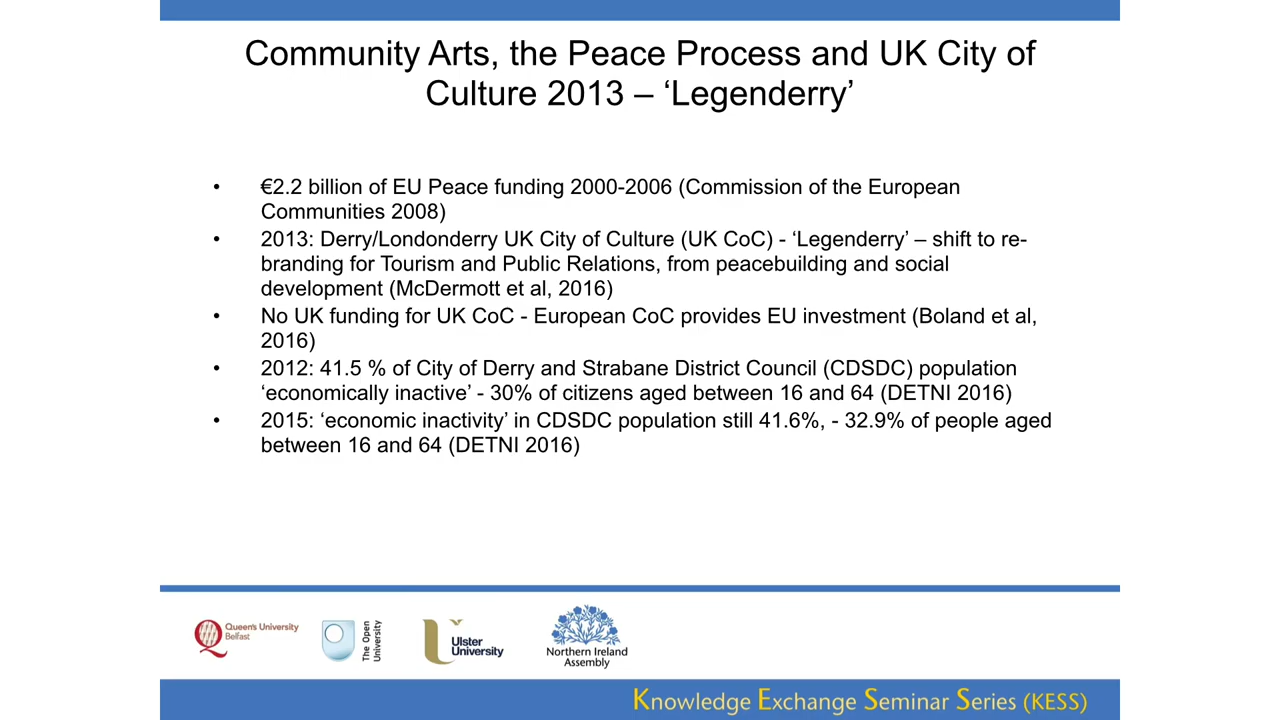 Community Arts, the Peace Process and UK City of
Culture 2013 – ‘Legenderry’
• €2.2 billion of EU Peace funding 2000-2006 (Commission of the European
Communities 2008)
• 2013: Derry/Londonderry UK City of Culture (UK CoC) - ‘Legenderry’ – shift to re-
branding for Tourism and Public Relations, from peacebuilding and social
development (McDermott et al, 2016)
• No UK funding for UK CoC - European CoC provides EU investment (Boland et al,
2016)
• 2012: 41.5 % of City of Derry and Strabane District Council (CDSDC) population
‘economically inactive’ - 30% of citizens aged between 16 and 64 (DETNI 2016)
• 2015: ‘economic inactivity’ in CDSDC population still 41.6%, - 32.9% of people aged
between 16 and 64 (DETNI 2016)
Queen's University
Belfast
The Open
University
Ulster
University
Northern Ireland
Assembly
Knowledge Exchange Seminar Series (KESS)